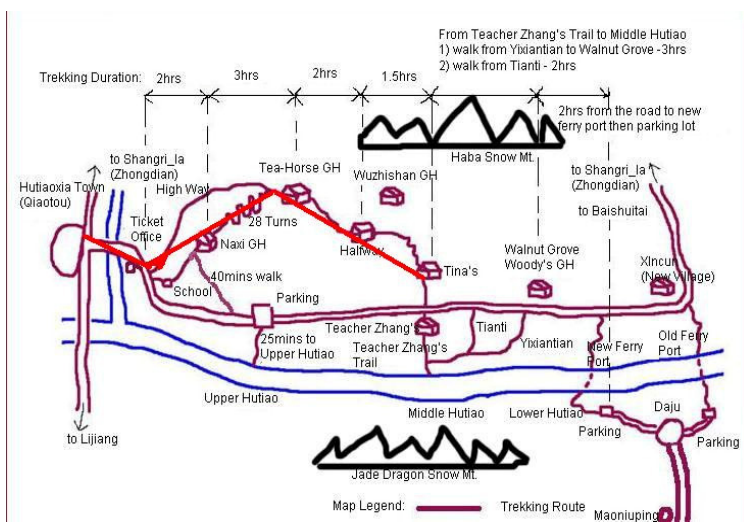 From Teacher Zhang's Trail to Middle Hutiao
1) walk from Yixiantian to Walnut Grove -3hrs
2) walk from Tianti - 2hrs
Trekking Duration:
2hrs
3hrs
2hrs
1.5hrs
2hrs from the road to new
ferry port then parking lot
Haba Snow Mt.
to Shangri_la
(Zhongdian)
Tea-Horse GH
Wuzhishan GH
to Shangri_la
(Zhongdian)
Hutiaoxia Town
(Qiaotou)
High Way
to Baishuitai
Ticket
Office
28 Turns
Naxi GH
Halfway
Walnut Grove
Woody's GH
Tina's
XIncun
(New Village)
40mins walk
School
Parking
Teacher Zhang's
Tianti
Yixiantian
Old Ferry
Port
25mins to
Upper Hutiao
Teacher Zhang's
Trail
New Ferry
Port
Upper Hutiao
Middle Hutiao
Lower Hutiao
Daju
Parking
Parking
to Lijiang
Jade Dragon Snow Mt.
Map Legend:
Trekking Route
Maoniuping